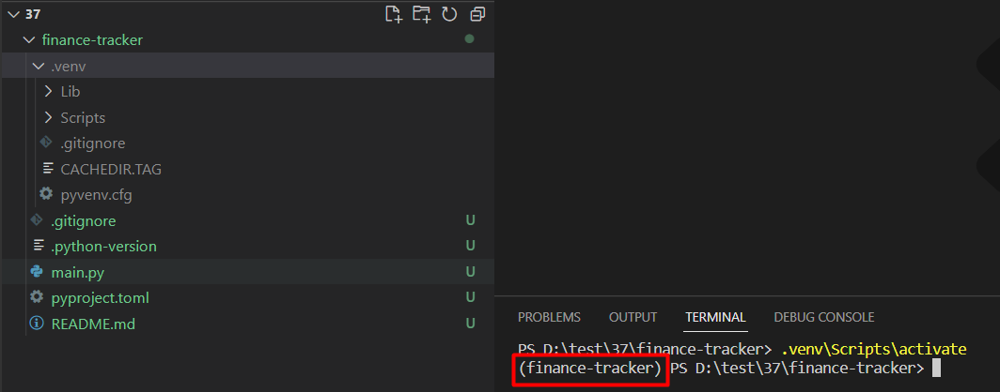 37
finance-tracker
.venv
Lib
Scripts
.gitignore
CACHEDIR.TAG
pyvenv.cfg
.gitignore U
.python-version U
main.py U
pyproject.toml U
README.md U
PROBLEMS OUTPUT TERMINAL DEBUG CONSOLE
PS D:\test\37\finance-tracker> .venv\Scripts\activate
(finance-tracker) PS D:\test\37\finance-tracker>